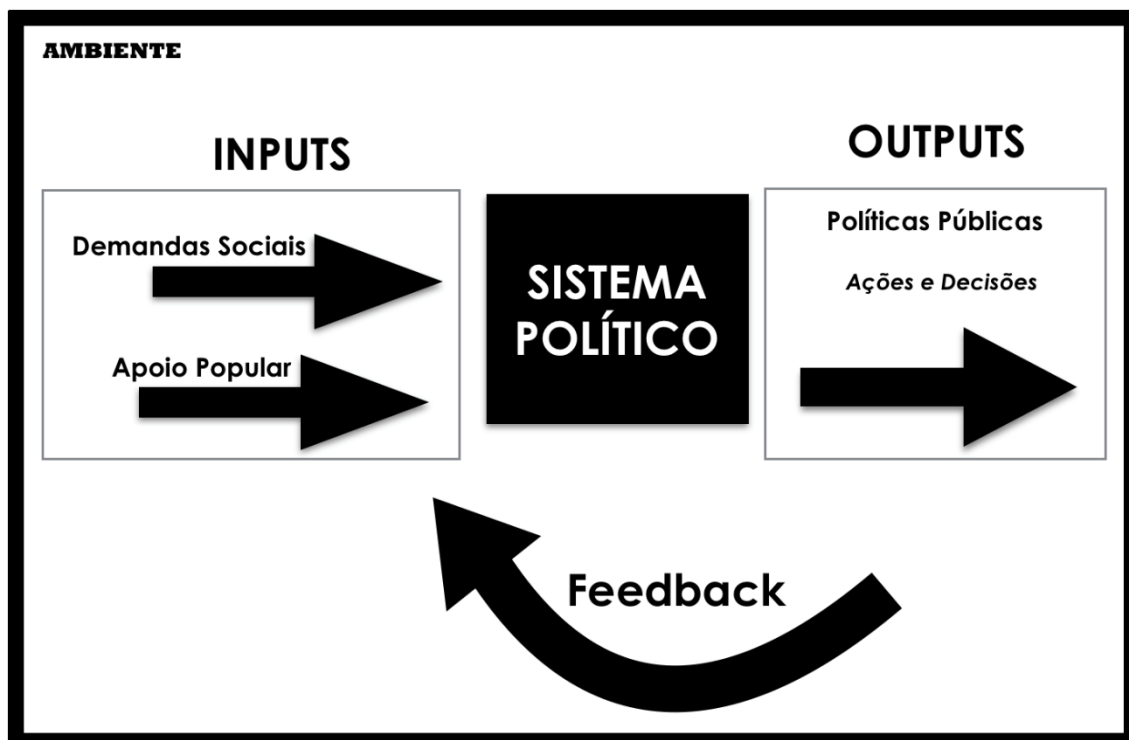 AMBIENTE
INPUTS
Demandas Sociais
Apoio Popular
SISTEMA
POLÍTICO
OUTPUTS
Políticas Públicas
Ações e Decisões
Feedback